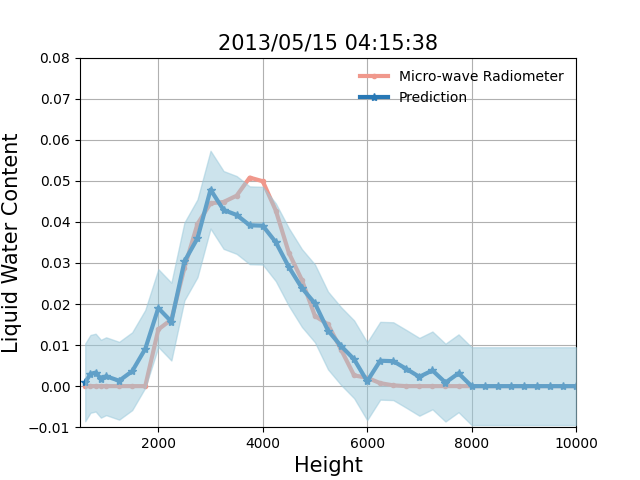 2013/05/15 04:15:38
Micro-wave Radiometer
Prediction
Liquid Water Content
0.08
0.07
0.06
0.05
0.04
0.03
0.02
0.01
0.00
−0.01
2000 4000 6000 8000 10000
Height